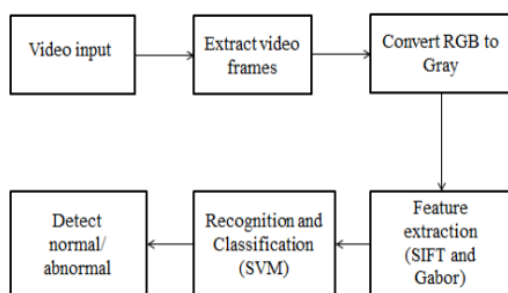 Video input
Extract video
frames
Convert RGB to
Gray
Feature
extraction
(SIFT and
Gabor)
Recognition and
Classification
(SVM)
Detect
normal/
abnormal